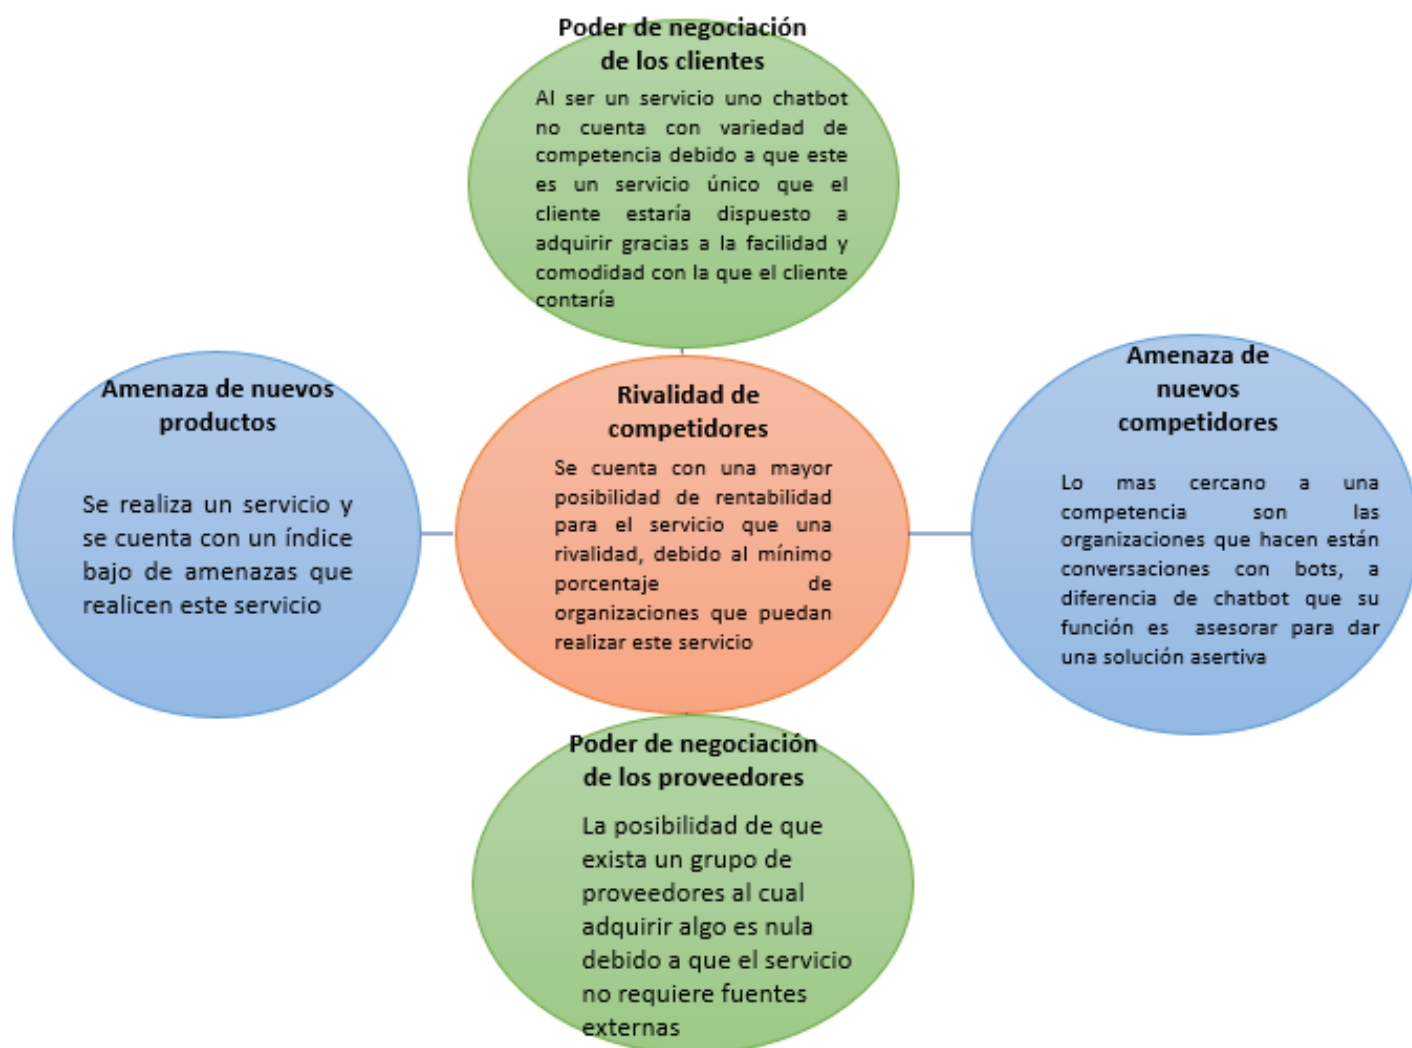 Poder de negociación
de los clientes
Al ser un servicio uno chatbot
no cuenta con variedad de
competencia debido a que este
es un servicio único que el
cliente estaría dispuesto a
adquirir gracias a la facilidad y
comodidad con la que el cliente
contaría
Amenaza de nuevos
productos
Se realiza un servicio y
se cuenta con un índice
bajo de amenazas que
realicen este servicio
Rivalidad de
competidores
Se cuenta con una mayor
posibilidad de rentabilidad
para el servicio que una
rivalidad, debido al mínimo
porcentaje de
organizaciones que puedan
realizar este servicio
Amenaza de
nuevos
competidores
Lo mas cercano a una
competencia son las
organizaciones que hacen están
conversaciones con bots, a
diferencia de chatbot que su
función es asesorar para dar
una solución asertiva
Poder de negociación
de los proveedores
La posibilidad de que
exista un grupo de
proveedores al cual
adquirir algo es nula
debido a que el servicio
no requiere fuentes
externas